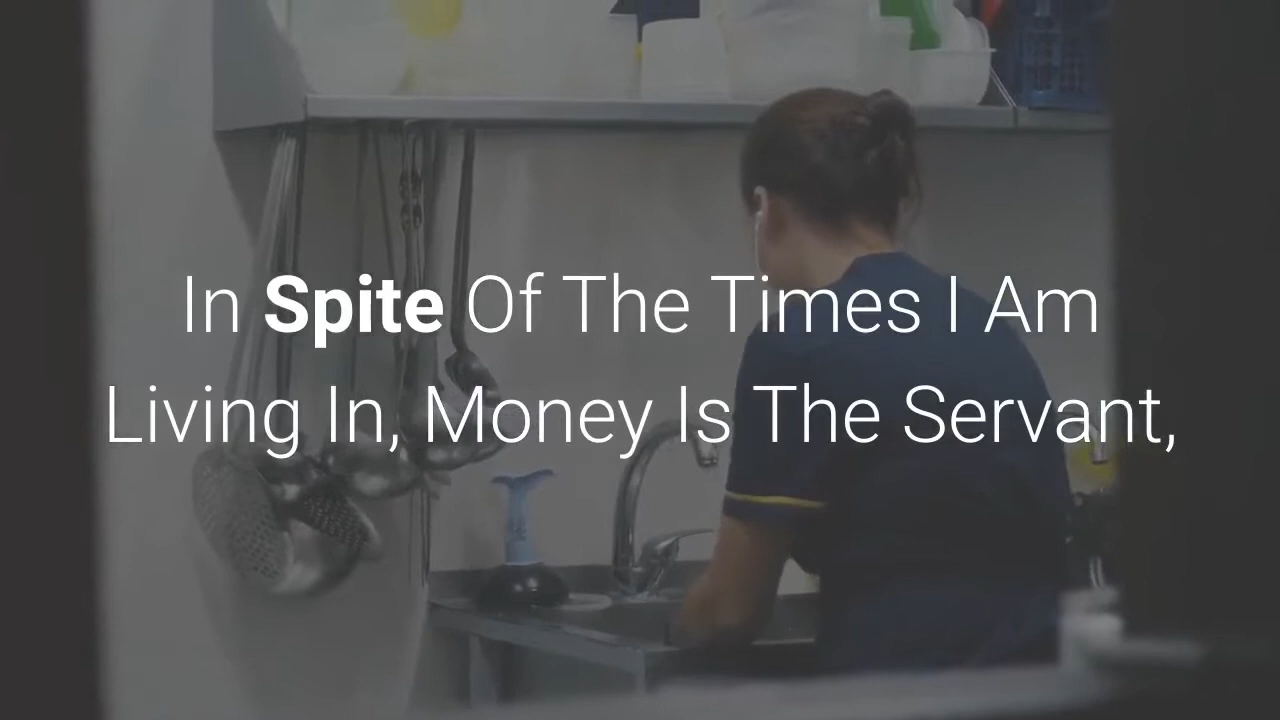 In Spite Of The Times I Am
Living In, Money Is The Servant,